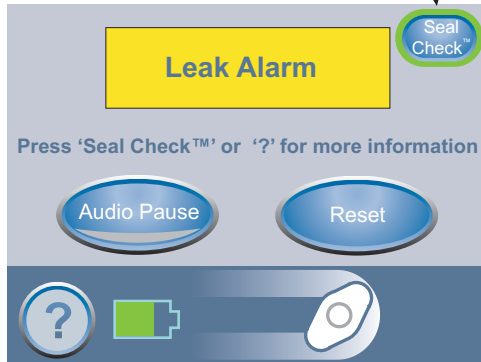 Seal
Check™
Leak Alarm
Press ‘Seal Check™’ or ‘?’ for more information
Audio Pause
Reset
?